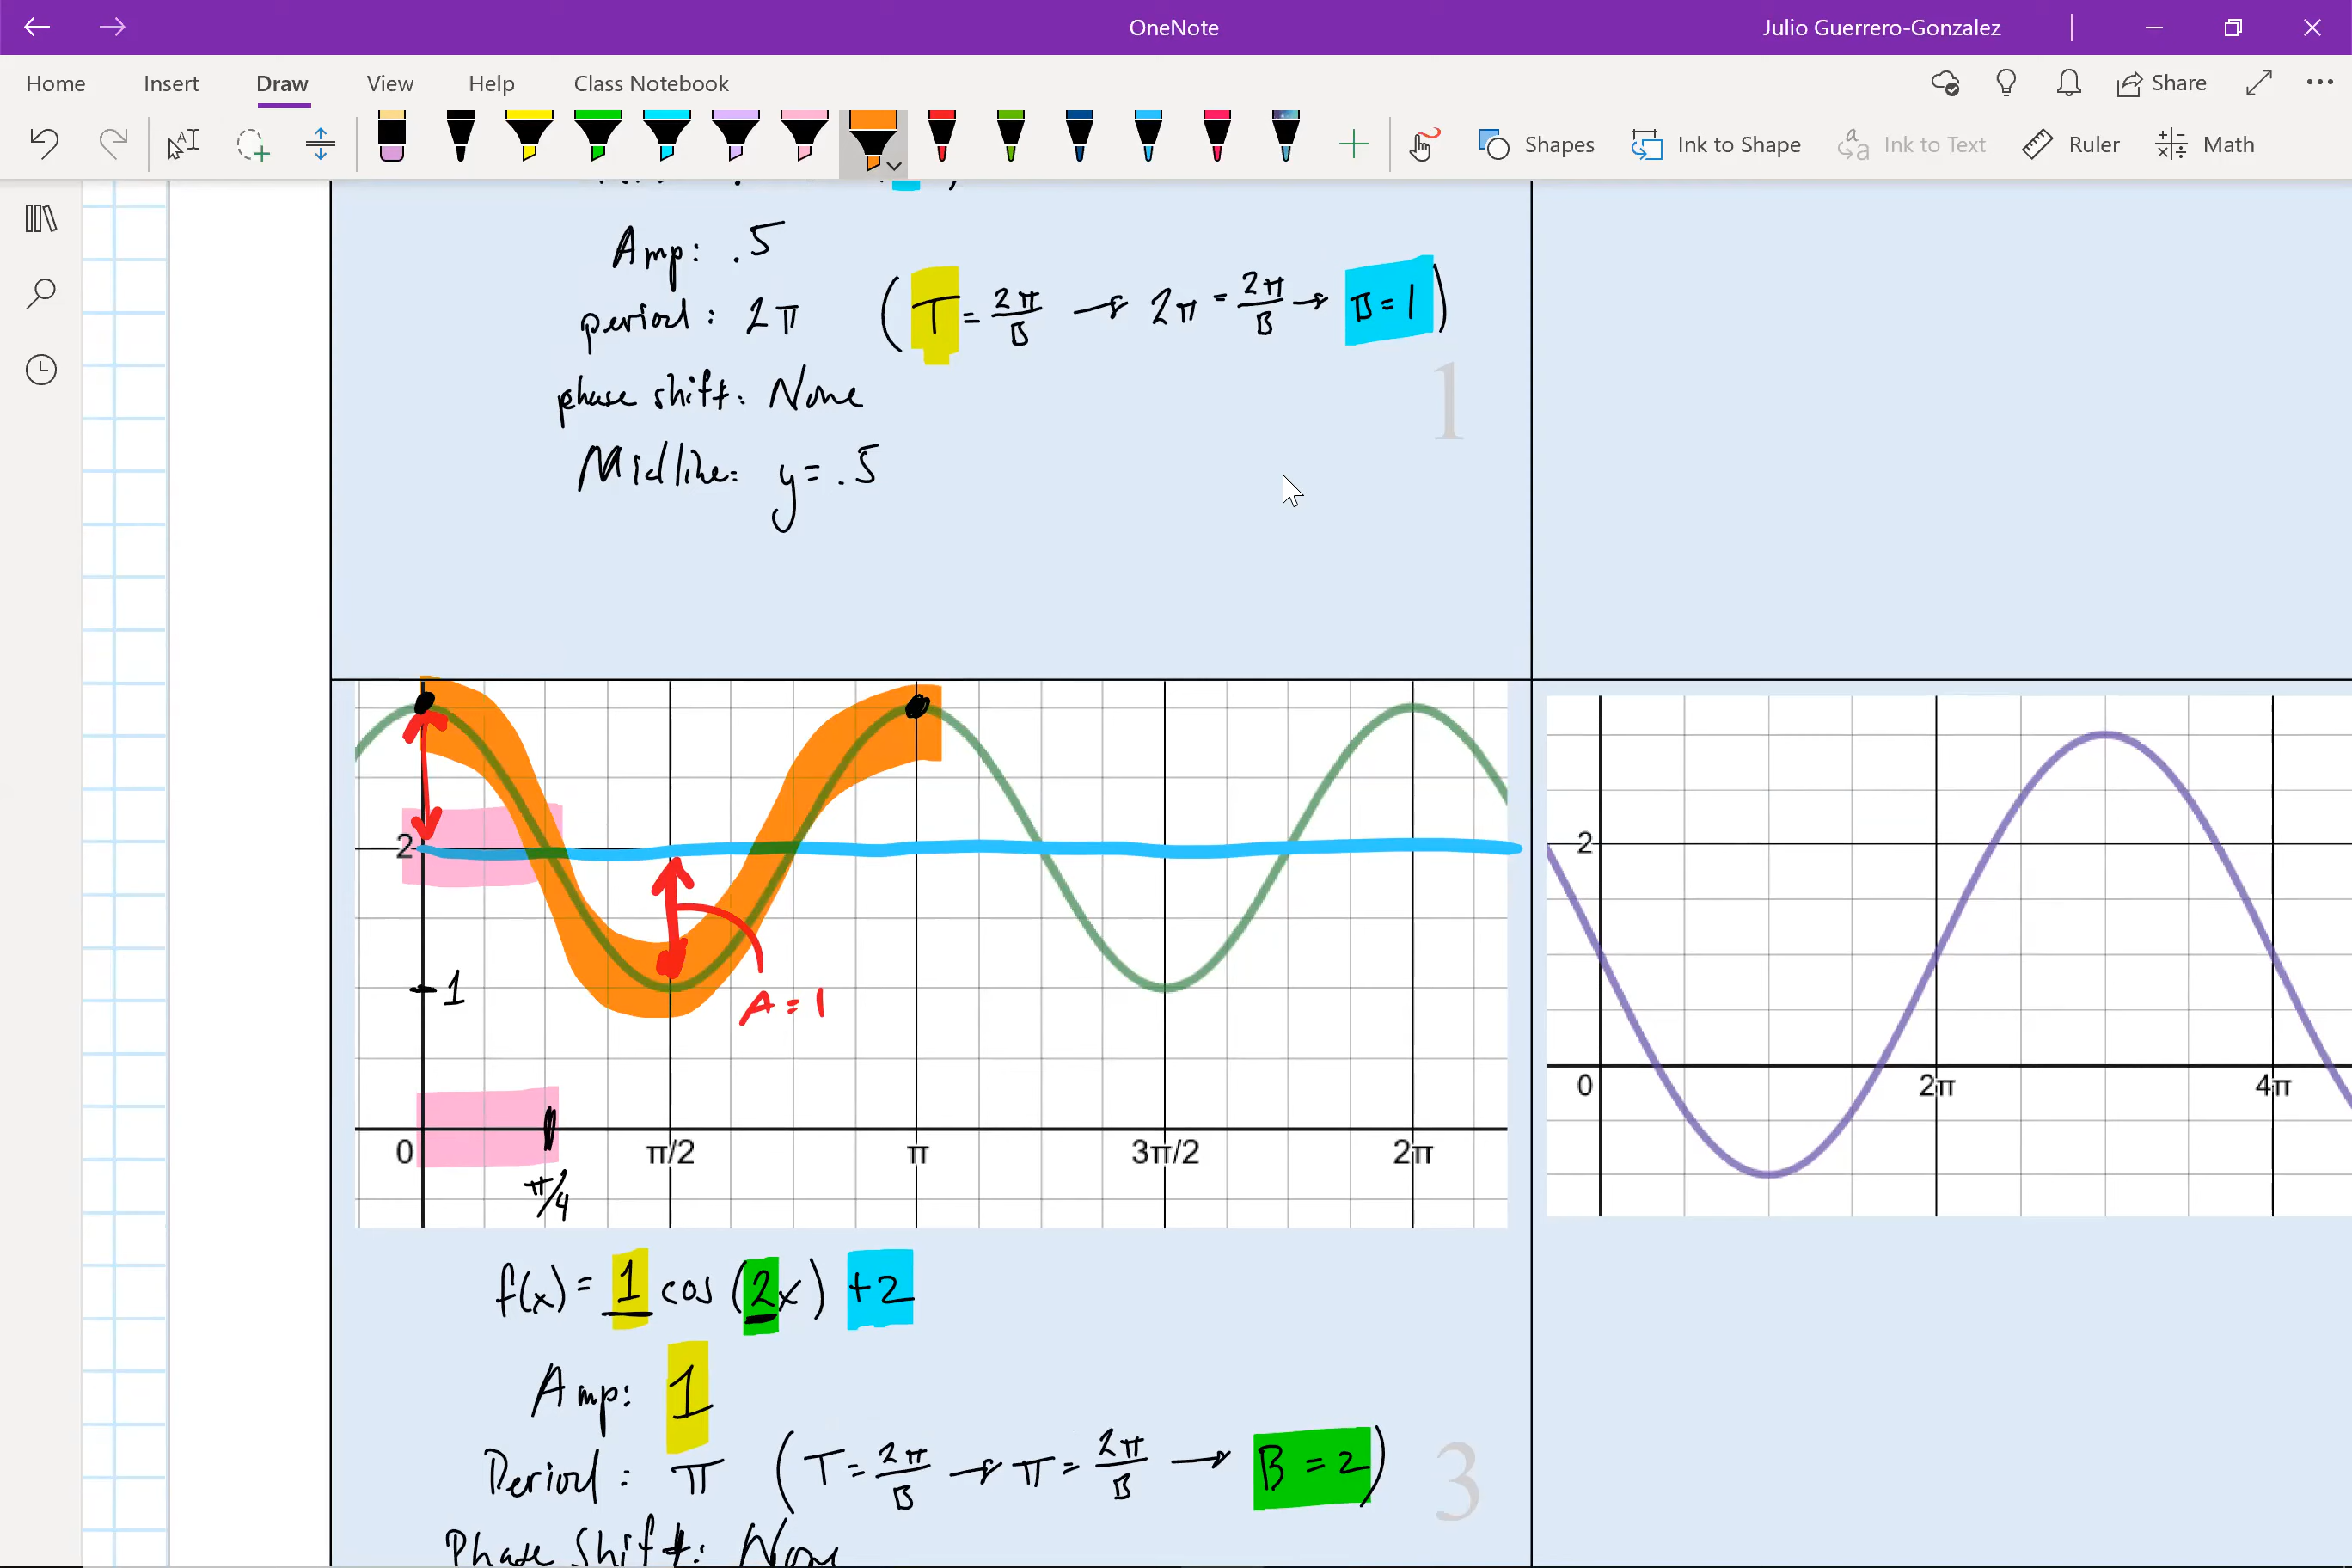 OneNote
Julio Guerrero-Gonzalez
Home Insert Draw View Help Class Notebook
Share
Shapes Ink to Shape Ink to Text Ruler Math
Amp: .5
period: 2π (T = 2π/B → 2π = 2π/B → B = 1)
phase shift: None
1
Midline: y = .5
2
1
A = 1
0 π/2 π 3π/2 2π
π/4
2
0 2π 4π
f(x) = 1 cos (2x) +2
Amp: 1
Period: π (T = 2π/B → π = 2π/B → B = 2)
3
Phase Shift: None